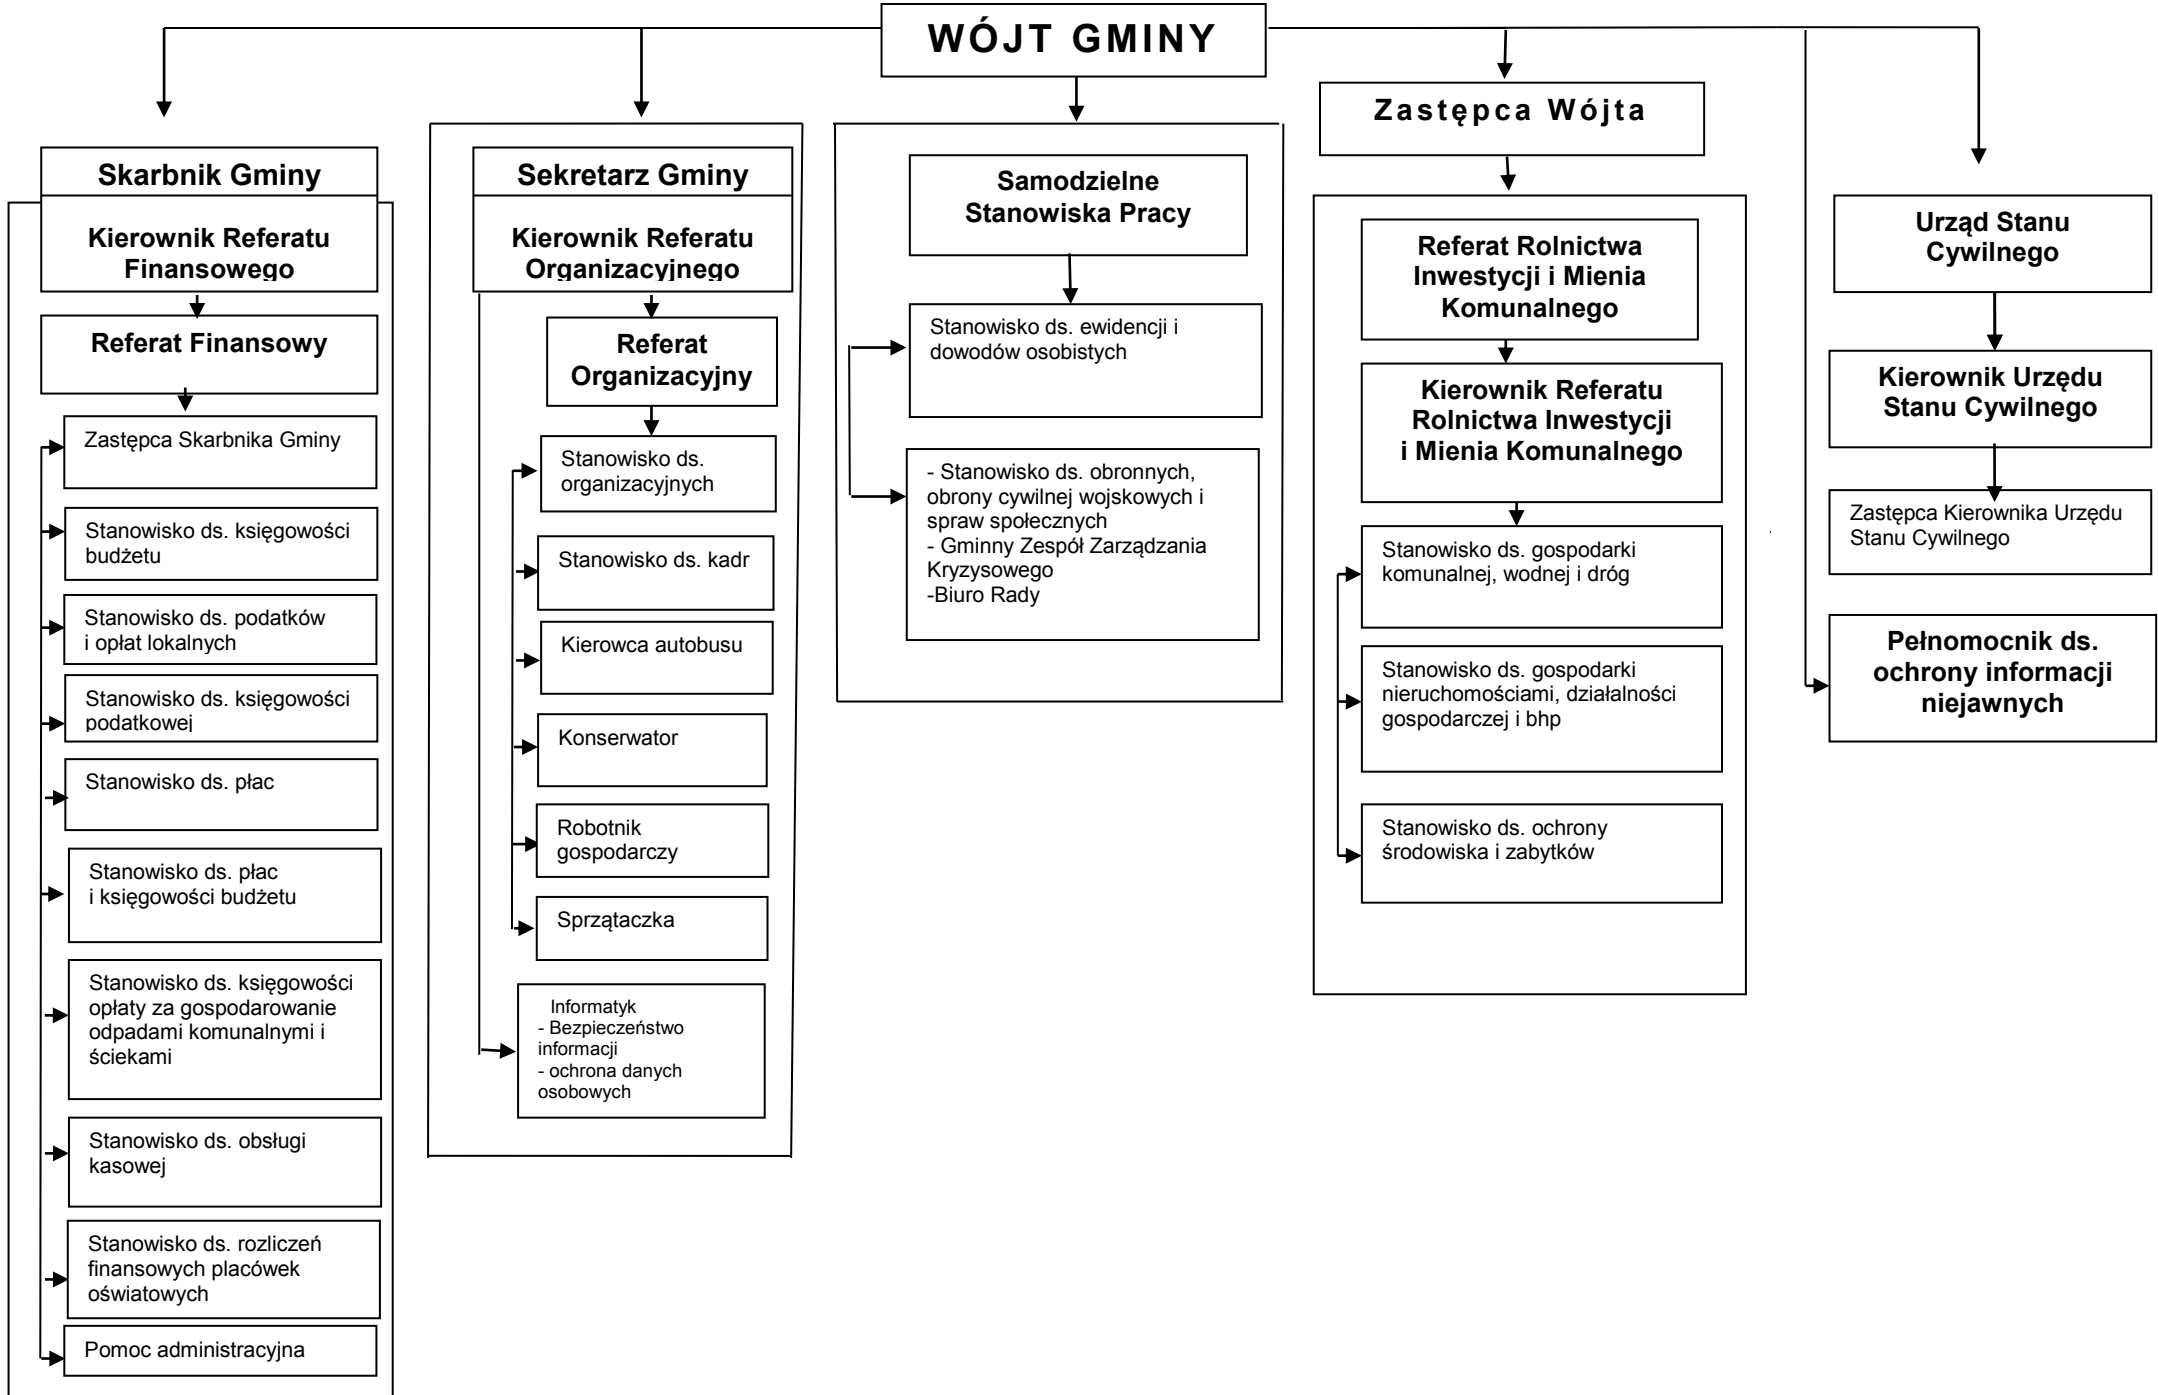 WÓJT GMINY
Skarbnik Gminy
Kierownik Referatu
Finansowego
Referat Finansowy
Zastępca Skarbnika Gminy
Stanowisko ds. księgowości
budżetu
Stanowisko ds. podatków
i opłat lokalnych
Stanowisko ds. księgowości
podatkowej
Stanowisko ds. płac
Stanowisko ds. płac
i księgowości budżetu
Stanowisko ds. księgowości
opłaty za gospodarowanie
odpadami komunalnymi i
ściekami
Stanowisko ds. obsługi
kasowej
Stanowisko ds. rozliczeń
finansowych placówek
oświatowych
Pomoc administracyjna
Sekretarz Gminy
Kierownik Referatu
Organizacyjnego
Referat
Organizacyjny
Stanowisko ds.
organizacyjnych
Stanowisko ds. kadr
Kierowca autobusu
Konserwator
Robotnik
gospodarczy
Sprzątaczka
Informatyk
- Bezpieczeństwo
informacji
- ochrona danych
osobowych
Samodzielne
Stanowiska Pracy
Stanowisko ds. ewidencji i
dowodów osobistych
- Stanowisko ds. obronnych,
obrony cywilnej wojskowych i
spraw społecznych
- Gminny Zespół Zarządzania
Kryzysowego
-Biuro Rady
Zastępca Wójta
Referat Rolnictwa
Inwestycji i Mienia
Komunalnego
Kierownik Referatu
Rolnictwa Inwestycji
i Mienia Komunalnego
Stanowisko ds. gospodarki
komunalnej, wodnej i dróg
Stanowisko ds. gospodarki
nieruchomościami, działalności
gospodarczej i bhp
Stanowisko ds. ochrony
środowiska i zabytków
Urząd Stanu
Cywilnego
Kierownik Urzędu
Stanu Cywilnego
Zastępca Kierownika Urzędu
Stanu Cywilnego
Pełnomocnik ds.
ochrony informacji
niejawnych